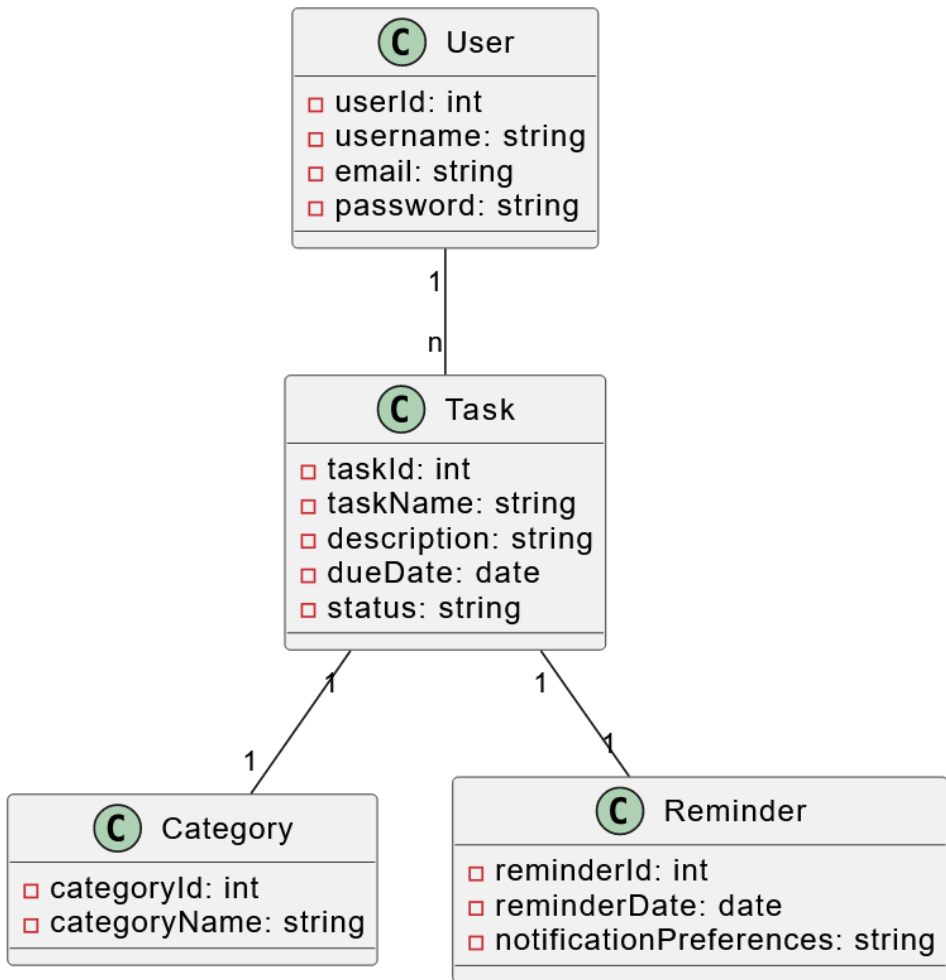 C User
userId: int
username: string
email: string
password: string
1
n
C Task
taskId: int
taskName: string
description: string
dueDate: date
status: string
1
1
1
1
C Category
categoryId: int
categoryName: string
C Reminder
reminderId: int
reminderDate: date
notificationPreferences: string